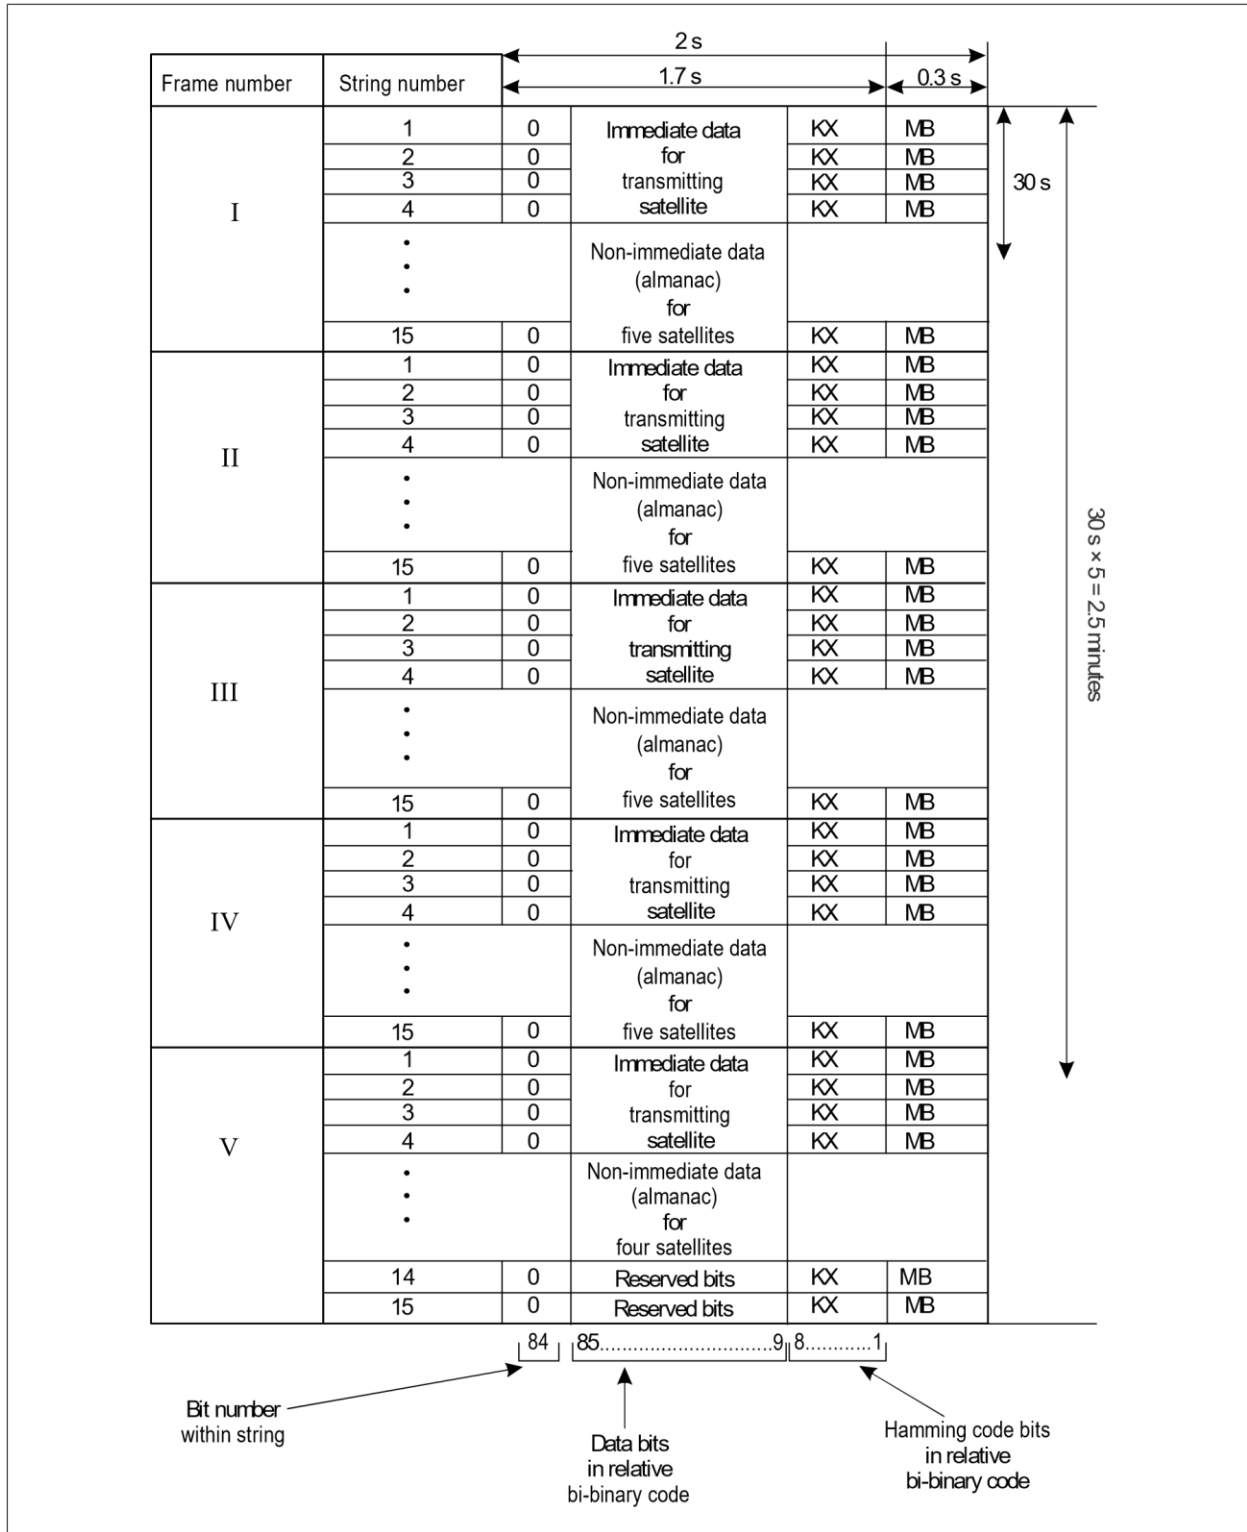 2 s
1.7 s 0.3 s
Frame number String number
1 0 Immediate data KX MB
2 0 for KX MB
3 0 transmitting KX MB
30 s
I
4 0 satellite KX MB
Non-immediate data
(almanac)
for
15 0 five satellites KX MB
1 0 Immediate data KX MB
2 0 for KX MB
3 0 transmitting KX MB
4 0 satellite KX MB
II
Non-immediate data
(almanac)
for
15 0 five satellites KX MB
30 s × 5 = 2.5 minutes
1 0 Immediate data KX MB
2 0 for KX MB
3 0 transmitting KX MB
4 0 satellite KX MB
III
Non-immediate data
(almanac)
for
15 0 five satellites KX MB
1 0 Immediate data KX MB
2 0 for KX MB
3 0 transmitting KX MB
4 0 satellite KX MB
IV
Non-immediate data
(almanac)
for
15 0 five satellites KX MB
1 0 Immediate data KX MB
2 0 for KX MB
3 0 transmitting KX MB
4 0 satellite KX MB
V
Non-immediate data
(almanac)
for
four satellites
14 0 Reserved bits KX MB
15 0 Reserved bits KX MB
84 85..............................9 8............1
Bit number
within string
Data bits
in relative
bi-binary code
Hamming code bits
in relative
bi-binary code